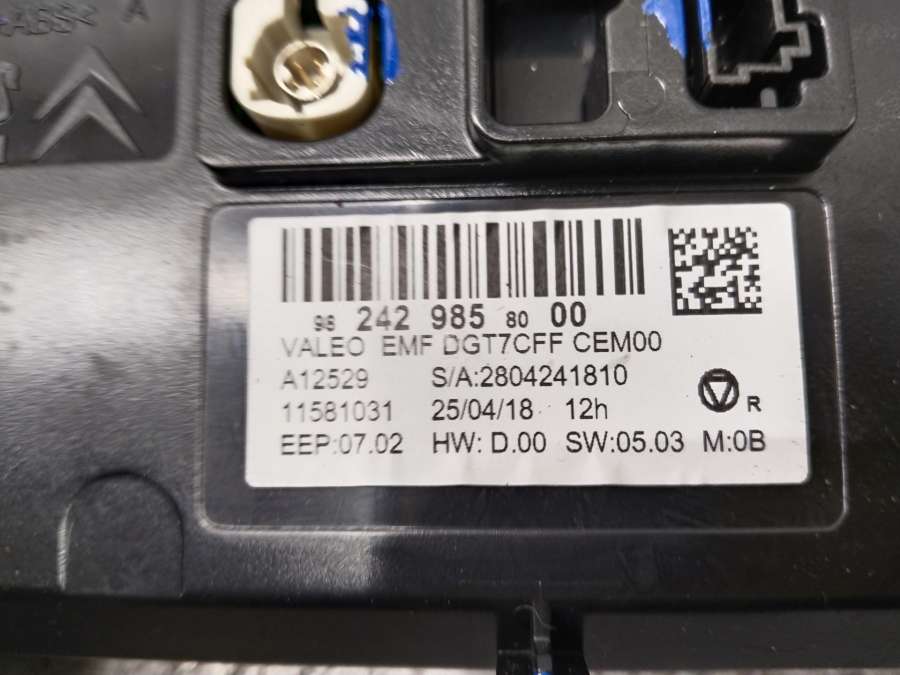 ABS< A
98 242 985 80 00
VALEO EMF DGT7CFF CEM00
A12529 S/A:2804241810
11581031 25/04/18 12h
R
EEP:07.02 HW: D.00 SW:05.03 M:0B